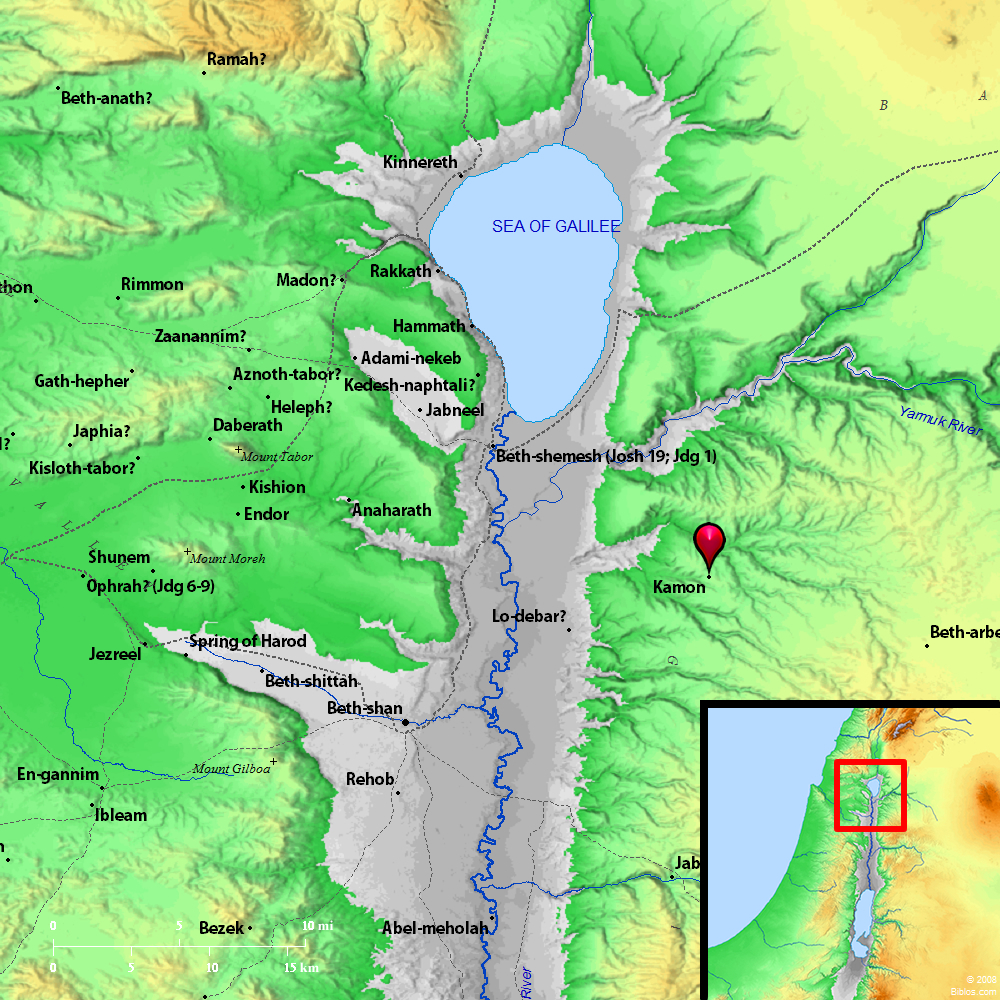 Ramah?
Beth-anath?
B
A
Kinnereth
SEA OF GALILEE
Rakkath
Madon?
thon
Rimmon
Hammath
Zaanannim?
Adami-nekeb
Aznoth-tabor?
Gath-hepher
Kedesh-naphtali?
Heleph?
Jabneel
Yarmuk River
Daberath
Japhia?
l?
Mount Tabor
Beth-shemesh (Josh 19; Jdg 1)
Kisloth-tabor?
Kishion
Anaharath
Endor
Shunem
Mount Moreh
Ophrah? (Jdg 6-9)
Kamon
Lo-debar?
Beth-arbe
Spring of Harod
Jezreel
G
Beth-shittah
Beth-shan
Mount Gilboa
En-gannim
Rehob
Ibleam
n
Jab
Bezek
Abel-meholah
0 5 10 mi
0 5 10 15 km
River
© 2008
Biblos.com